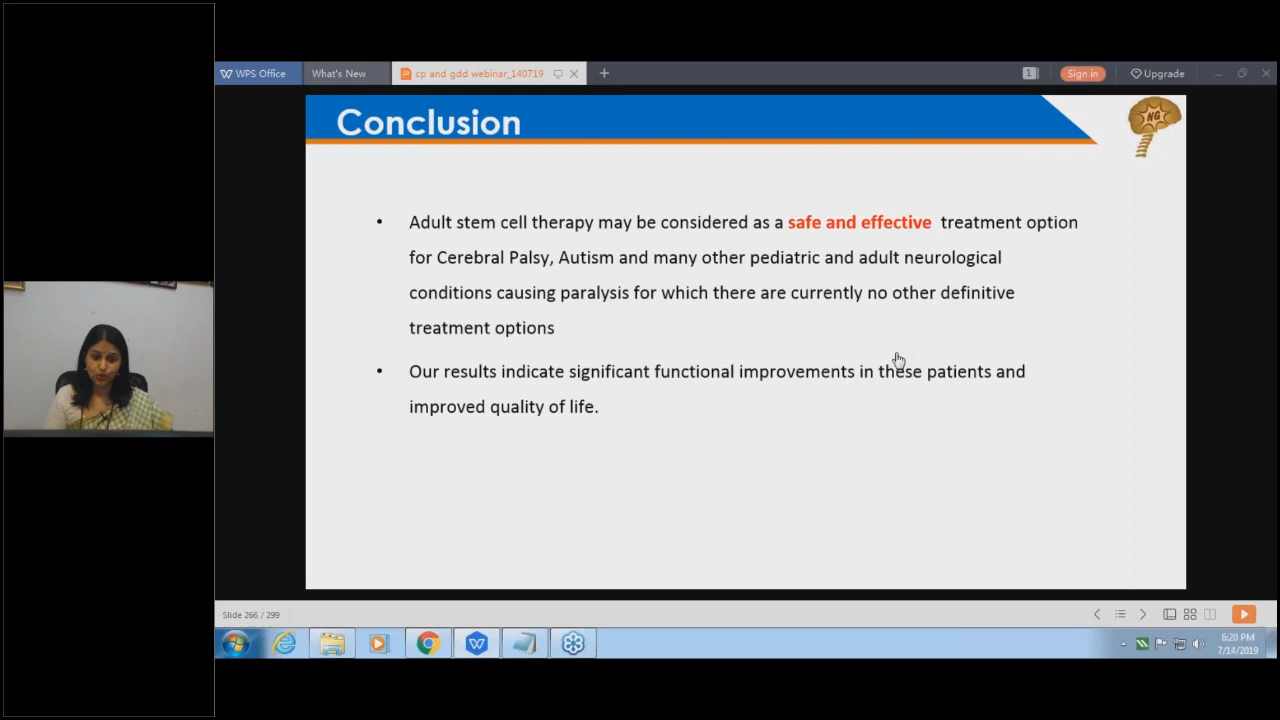 WPS Office
What's New
cp and gdd webinar_140719
1
Sign in
Upgrade
Conclusion
NG
• Adult stem cell therapy may be considered as a safe and effective treatment option
for Cerebral Palsy, Autism and many other pediatric and adult neurological
conditions causing paralysis for which there are currently no other definitive
treatment options
• Our results indicate significant functional improvements in these patients and
improved quality of life.
Slide 266 / 299
6:20 PM
7/14/2019